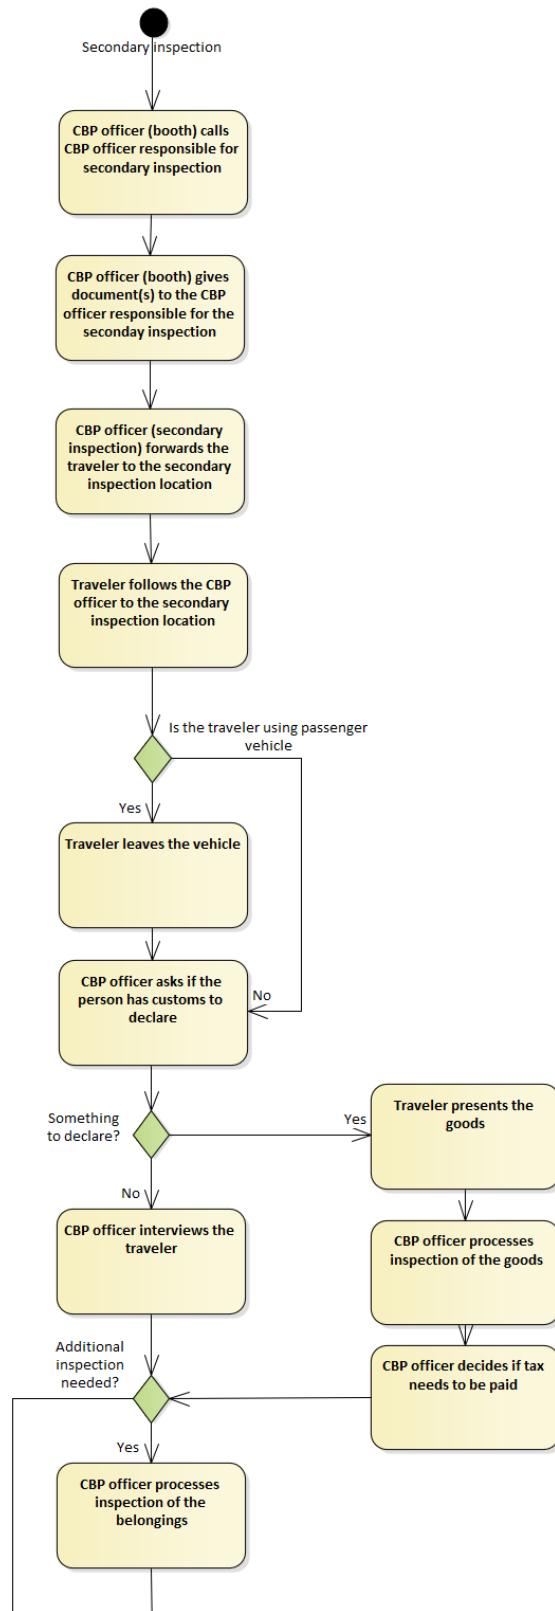 Secondary inspection
CBP officer (booth) calls
CBP officer responsible for
secondary inspection
CBP officer (booth) gives
document(s) to the CBP
officer responsible for the
seconday inspection
CBP officer (secondary
inspection) forwards the
traveler to the secondary
inspection location
Traveler follows the CBP
officer to the secondary
inspection location
Is the traveler using passenger
vehicle
Yes
Traveler leaves the vehicle
CBP officer asks if the
person has customs to
declare
No
Something
to declare?
Yes
Traveler presents the
goods
No
CBP officer interviews the
traveler
CBP officer processes
inspection of the goods
Additional
inspection
needed?
CBP officer decides if tax
needs to be paid
Yes
CBP officer processes
inspection of the
belongings